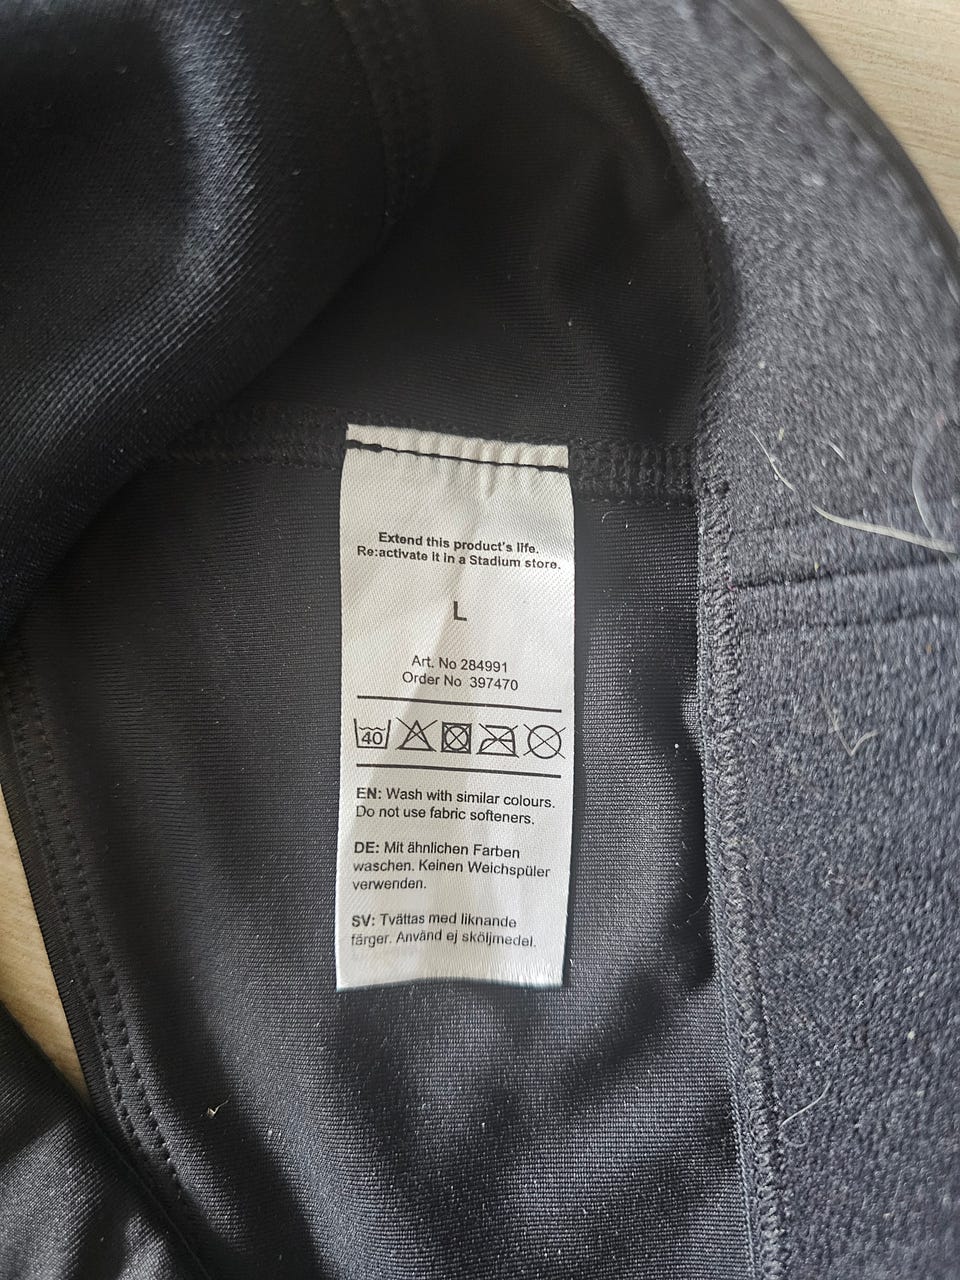 Extend this product's life.
Re:activate it in a Stadium store.
L
Art. No 284991
Order No 397470
40
EN: Wash with similar colours.
Do not use fabric softeners.
DE: Mit ähnlichen Farben
waschen. Keinen Weichspüler
verwenden.
SV: Tvättas med liknande
färger. Använd ej sköljmedel.